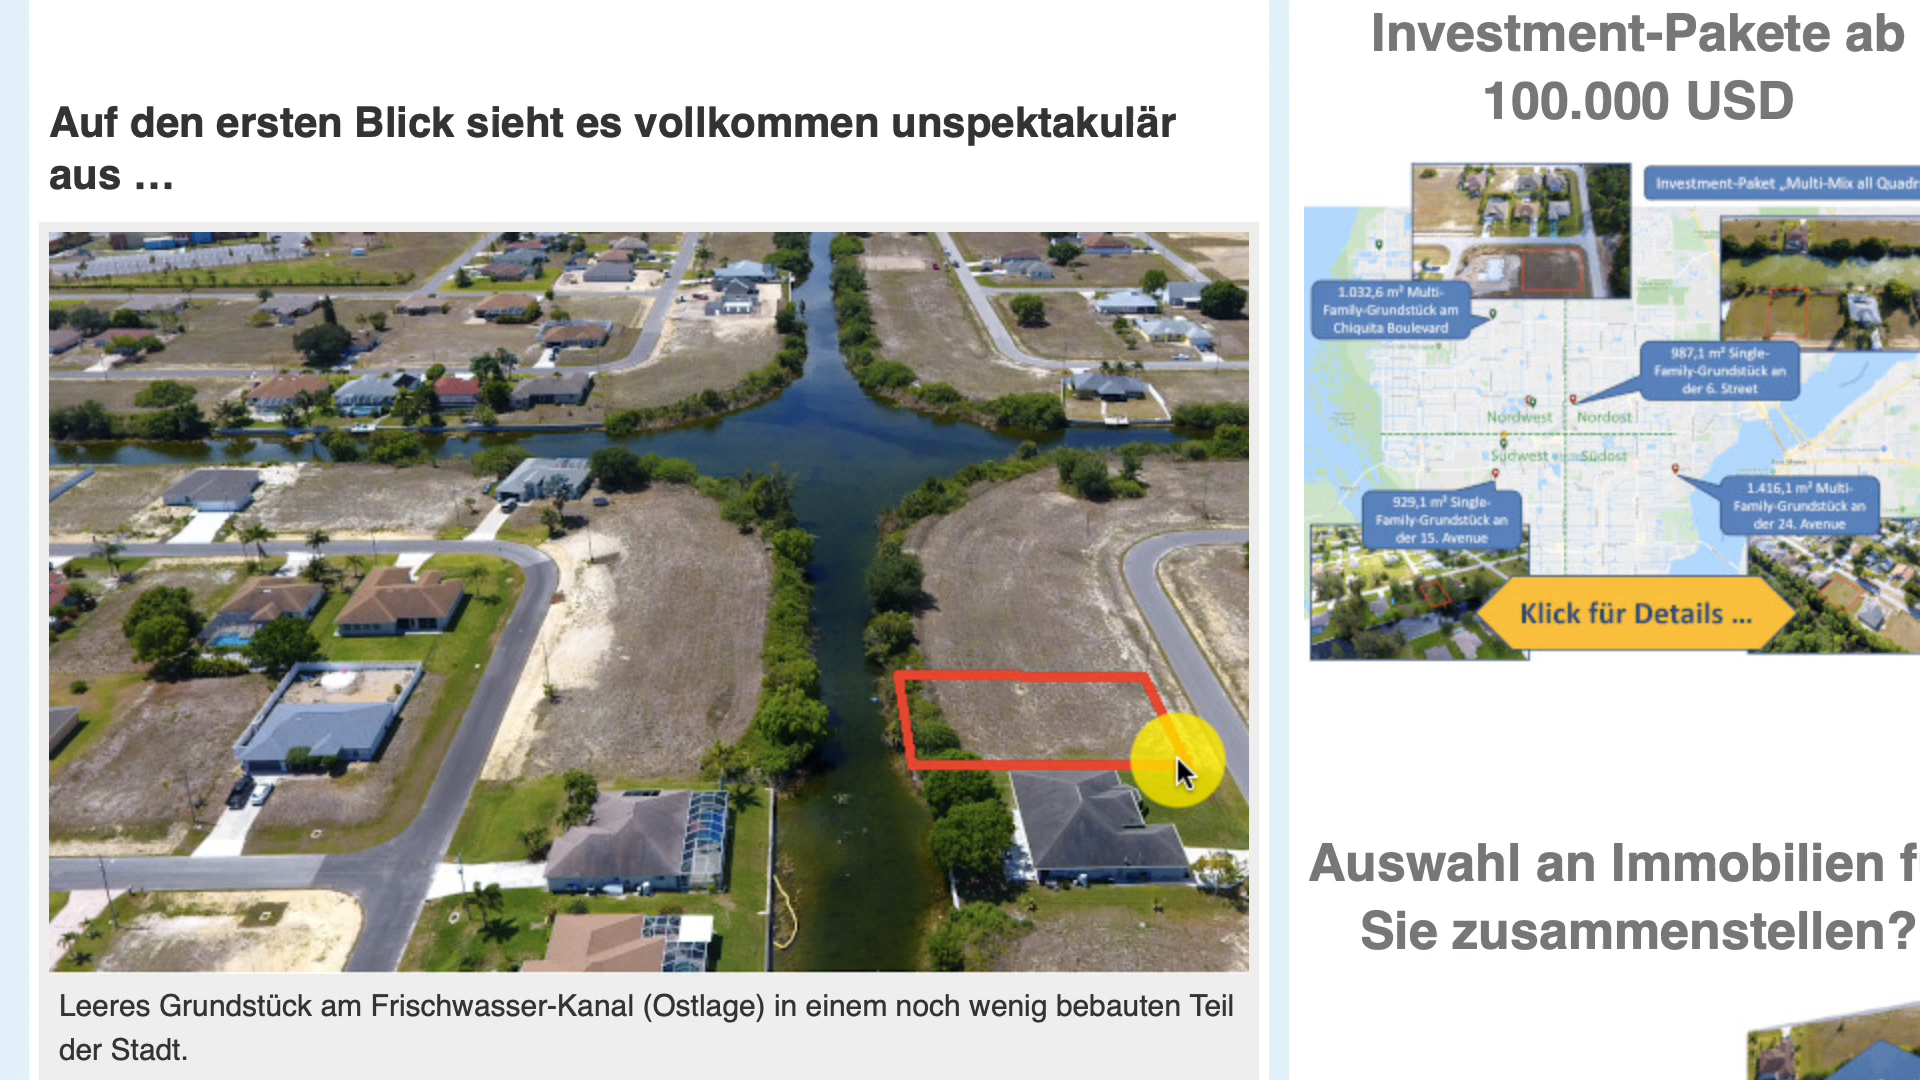 Auf den ersten Blick sieht es vollkommen unspektakulär
aus ...
Leeres Grundstück am Frischwasser-Kanal (Ostlage) in einem noch wenig bebauten Teil
der Stadt.
Investment-Pakete ab
100.000 USD
Investment-Paket „Multi-Mix all
1.032,6 m² Multi-
Family-Grundstück am
Chiquita Boulevard
987,1 m² Single-
Family-Grundstück an
der 6. Street
Nordwest Nordost
Südwest Südost
929,1 m² Single-
Family-Grundstück an
der 15. Avenue
1.416,1 m² Multi-
Family-Grundstück an
der 24. Avenue
Klick für Details ...
Auswahl an Immobilien
Sie zusammenstellen?